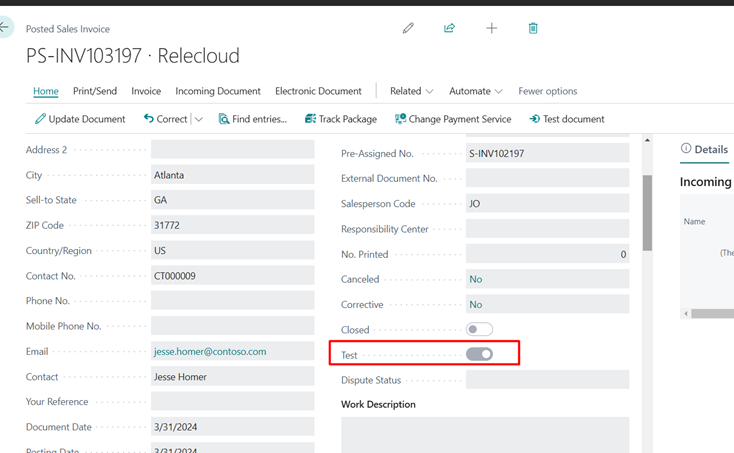 Posted Sales Invoice
PS-INV103197 · Relecloud
Home Print/Send Invoice Incoming Document Electronic Document Related Automate Fewer options
Update Document Correct Find entries... Track Package Change Payment Service Test document
Address 2
City Atlanta
Sell-to State GA
ZIP Code 31772
Country/Region US
Contact No. CT000009
Phone No.
Mobile Phone No.
Email jesse.homer@contoso.com
Contact Jesse Homer
Your Reference
Document Date 3/31/2024
Posting Date 3/31/2024
Pre-Assigned No. S-INV102197
External Document No.
Salesperson Code JO
Responsibility Center
No. Printed 0
Canceled No
Corrective No
Closed
Test
Dispute Status
Work Description
Details
Incoming
Name
(The